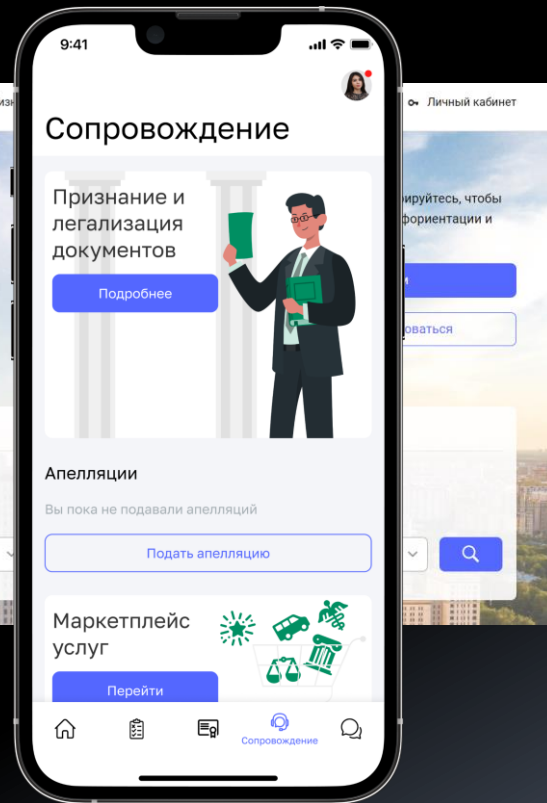 9:41
Личный кабинет
Сопровождение
Признание и
легализация
документов
Подробнее
Апелляции
Вы пока не подавали апелляций
Подать апелляцию
Маркетплейс
услуг
Перейти
Сопровождение
чтобы
и